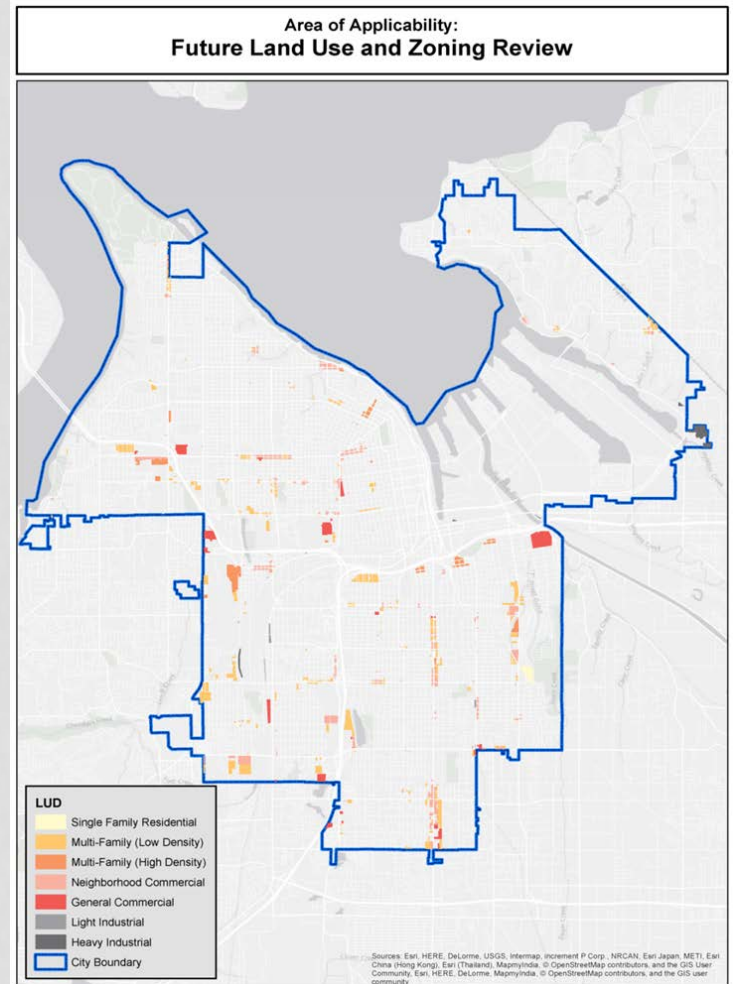 Area of Applicability:
Future Land Use and Zoning Review
LUD
Single Family Residential
Multi-Family (Low Density)
Multi-Family (High Density)
Neighborhood Commercial
General Commercial
Light Industrial
Heavy Industrial
City Boundary
Sources: Esri, HERE, DeLorme, USGS, Intermap, increment P Corp., NRCAN, Esri Japan, METI, Esri
China (Hong Kong), Esri (Thailand), MapmyIndia, © OpenStreetMap contributors, and the GIS User
Community, Esri, HERE, DeLorme, MapmyIndia, © OpenStreetMap contributors, and the GIS user
community